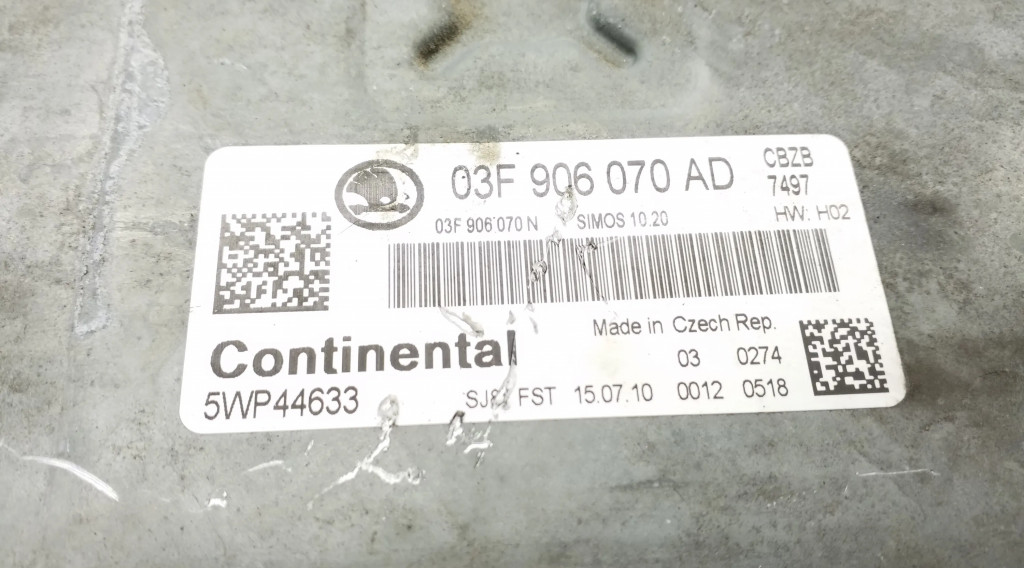 03F 906 070 AD
CBZB
7497
03F 906 070 N SIMOS 10.20
HW: H02
Made in Czech Rep.
03 0274
Continental
5WP44633
FST 15.07.10 0012 0518